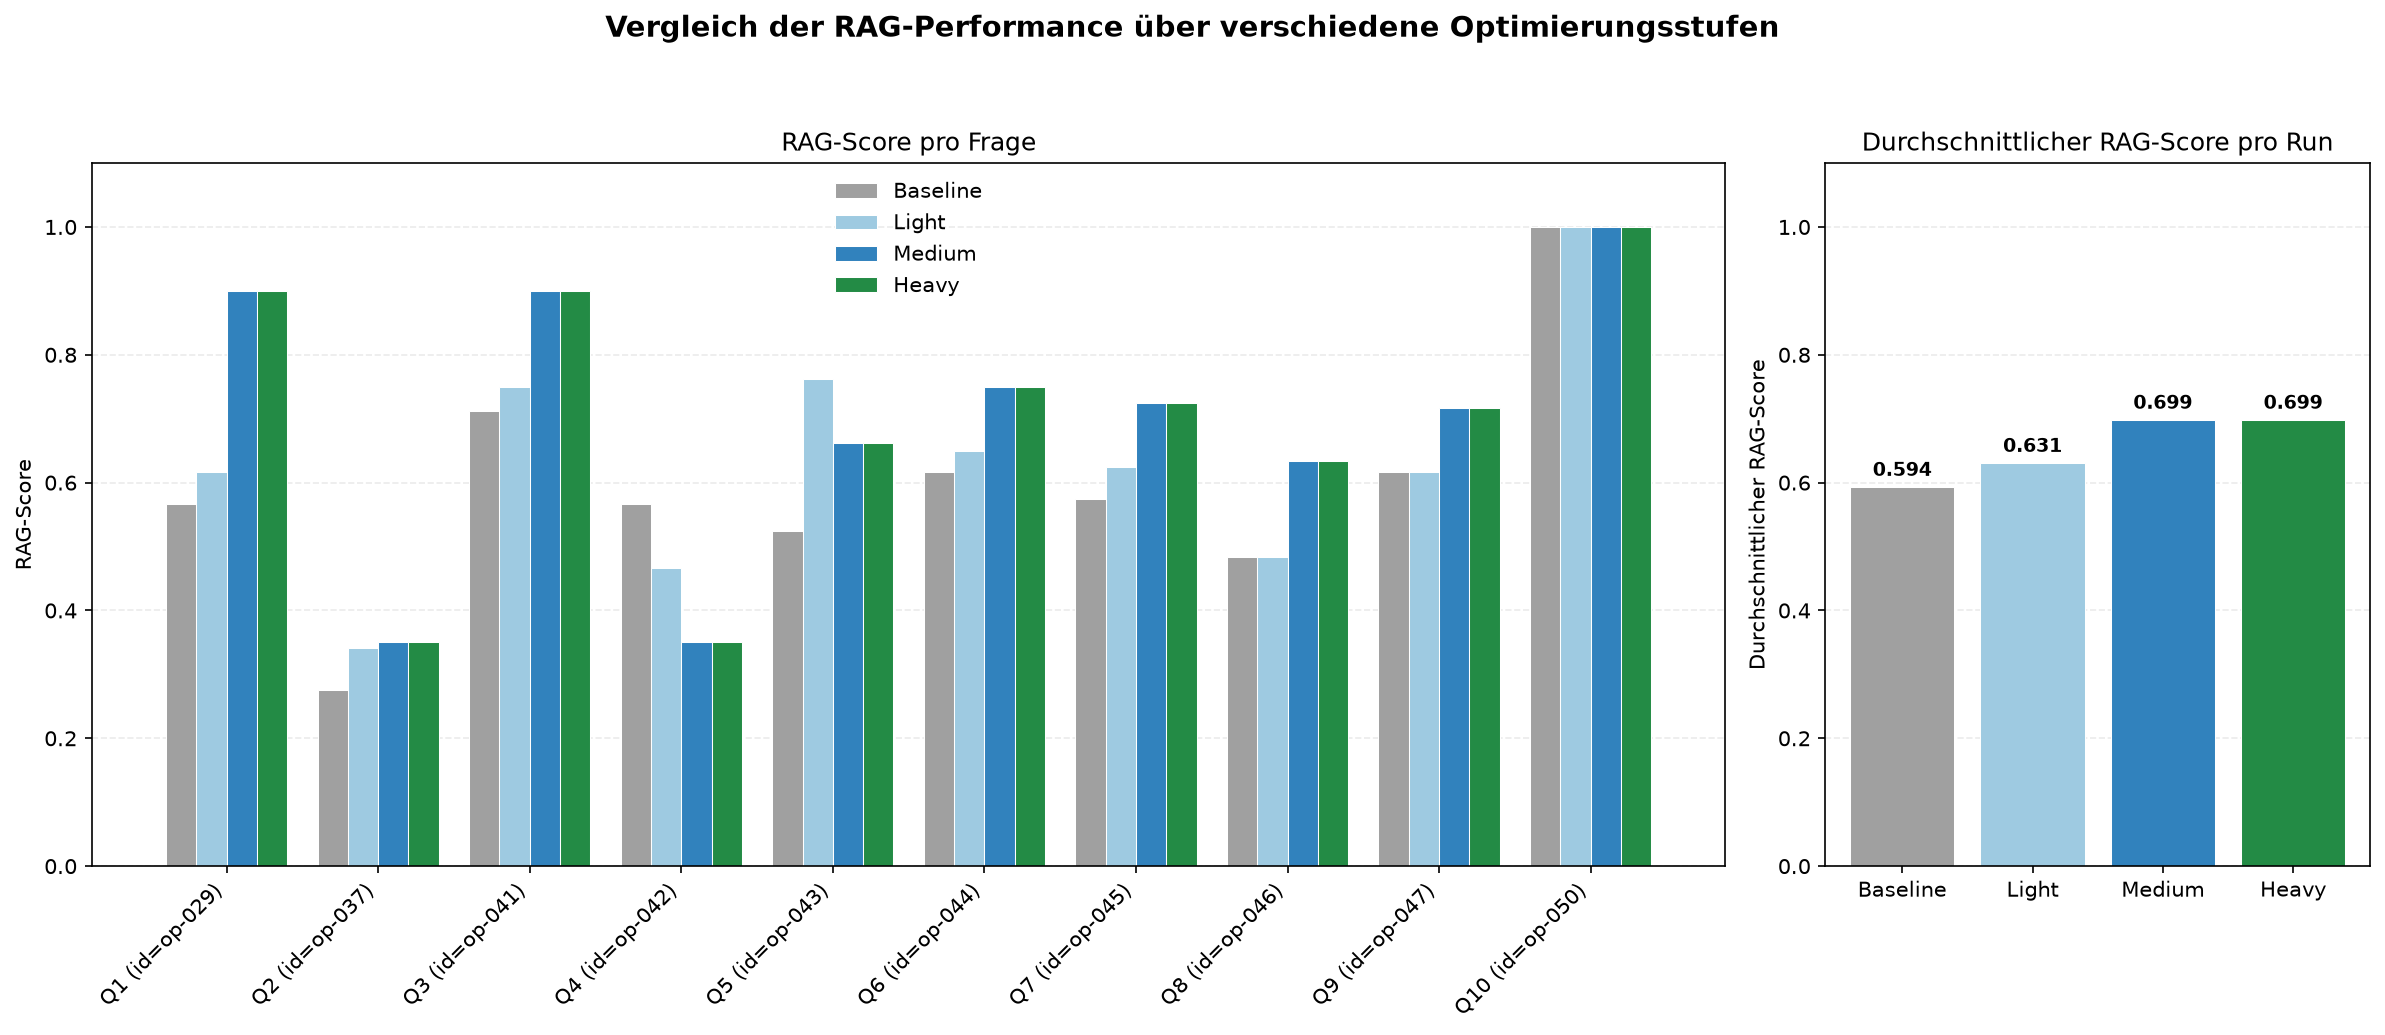 Vergleich der RAG-Performance über verschiedene Optimierungsstufen
RAG-Score pro Frage
Baseline
Light
Medium
Heavy
RAG-Score
1.0
0.8
0.6
0.4
0.2
0.0
Q1 (id=op-029)
Q2 (id=op-037)
Q3 (id=op-041)
Q4 (id=op-042)
Q5 (id=op-043)
Q6 (id=op-044)
Q7 (id=op-045)
Q8 (id=op-046)
Q9 (id=op-047)
Q10 (id=op-050)
Durchschnittlicher RAG-Score pro Run
Durchschnittlicher RAG-Score
1.0
0.8
0.6
0.4
0.2
0.0
0.594
0.631
0.699
0.699
Baseline
Light
Medium
Heavy